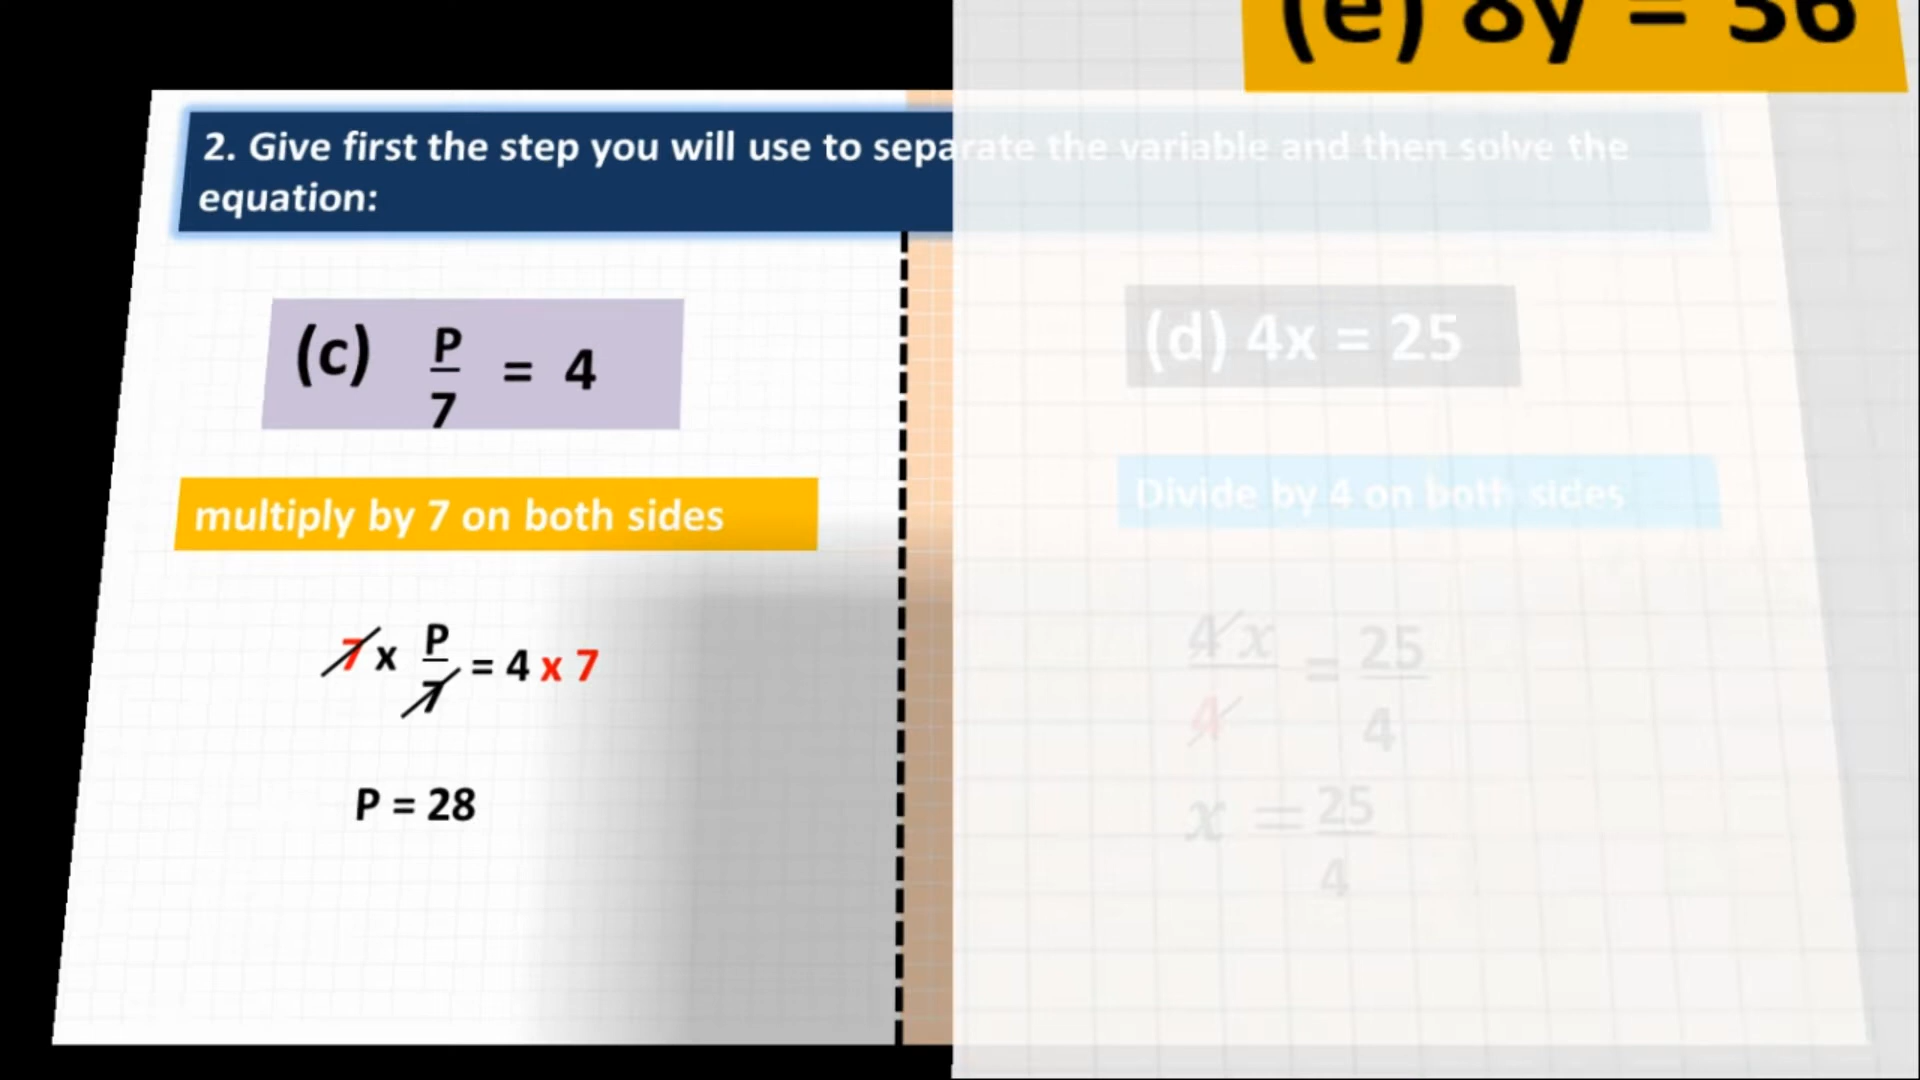 (e) 8y = 36
2. Give first the step you will use to separate the variable and then solve the
equation:
(c) P/7 = 4
multiply by 7 on both sides
7 x P/7 = 4 x 7
P = 28
(d) 4x = 25
Divide by 4 on both sides
4x/4 = 25/4
x = 25/4